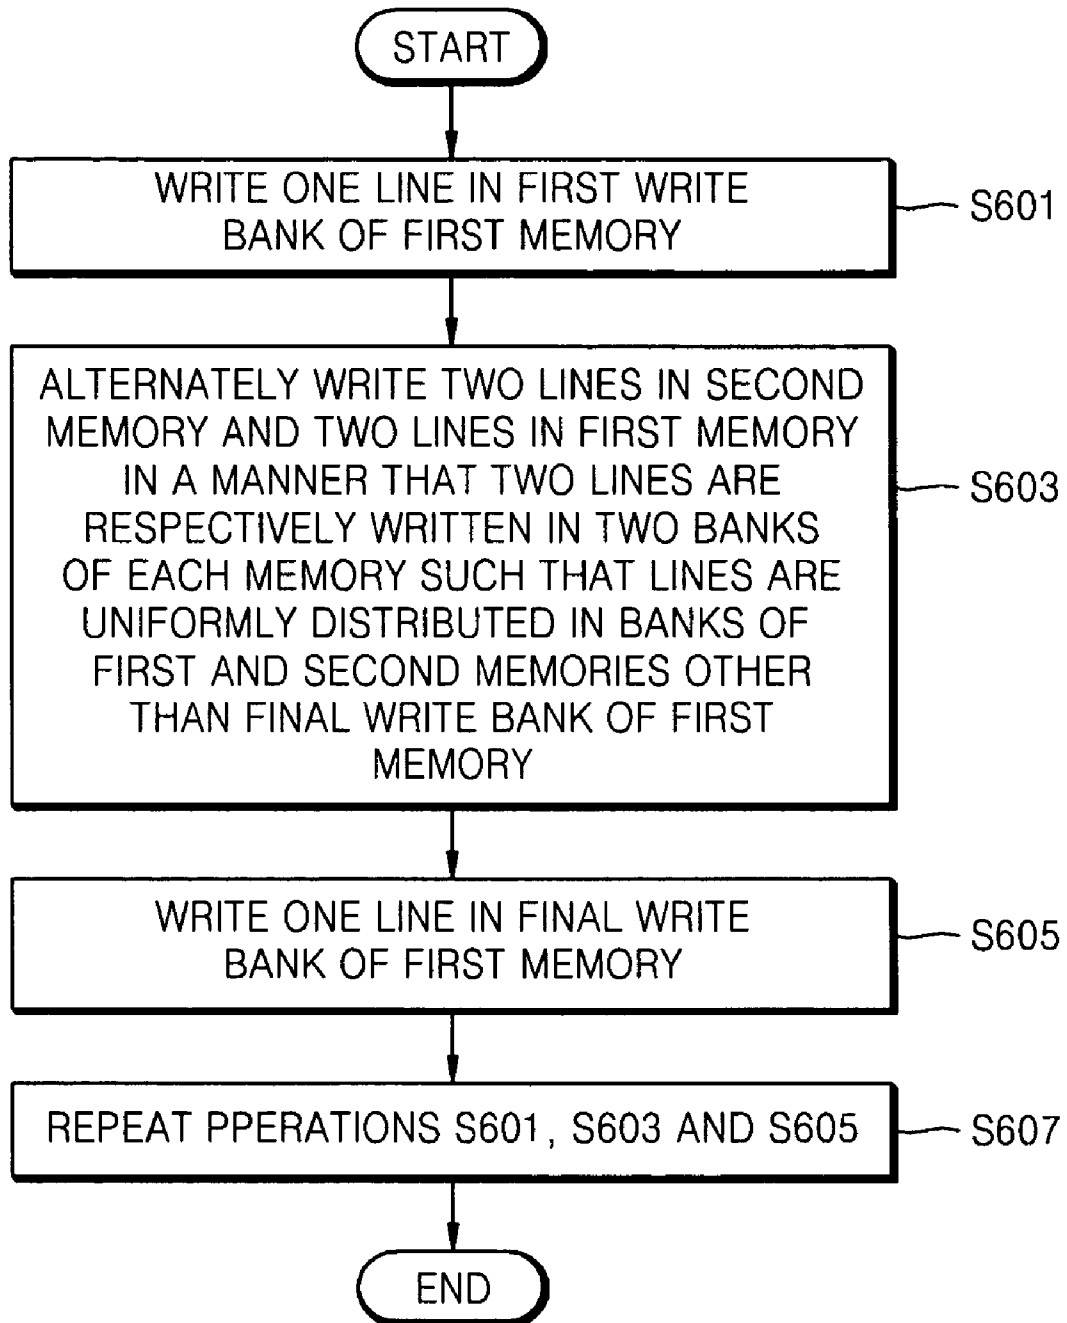 START
WRITE ONE LINE IN FIRST WRITE
BANK OF FIRST MEMORY
S601
ALTERNATELY WRITE TWO LINES IN SECOND
MEMORY AND TWO LINES IN FIRST MEMORY
IN A MANNER THAT TWO LINES ARE
RESPECTIVELY WRITTEN IN TWO BANKS
OF EACH MEMORY SUCH THAT LINES ARE
UNIFORMLY DISTRIBUTED IN BANKS OF
FIRST AND SECOND MEMORIES OTHER
THAN FINAL WRITE BANK OF FIRST
MEMORY
S603
WRITE ONE LINE IN FINAL WRITE
BANK OF FIRST MEMORY
S605
REPEAT PPERATIONS S601, S603 AND S605
S607
END